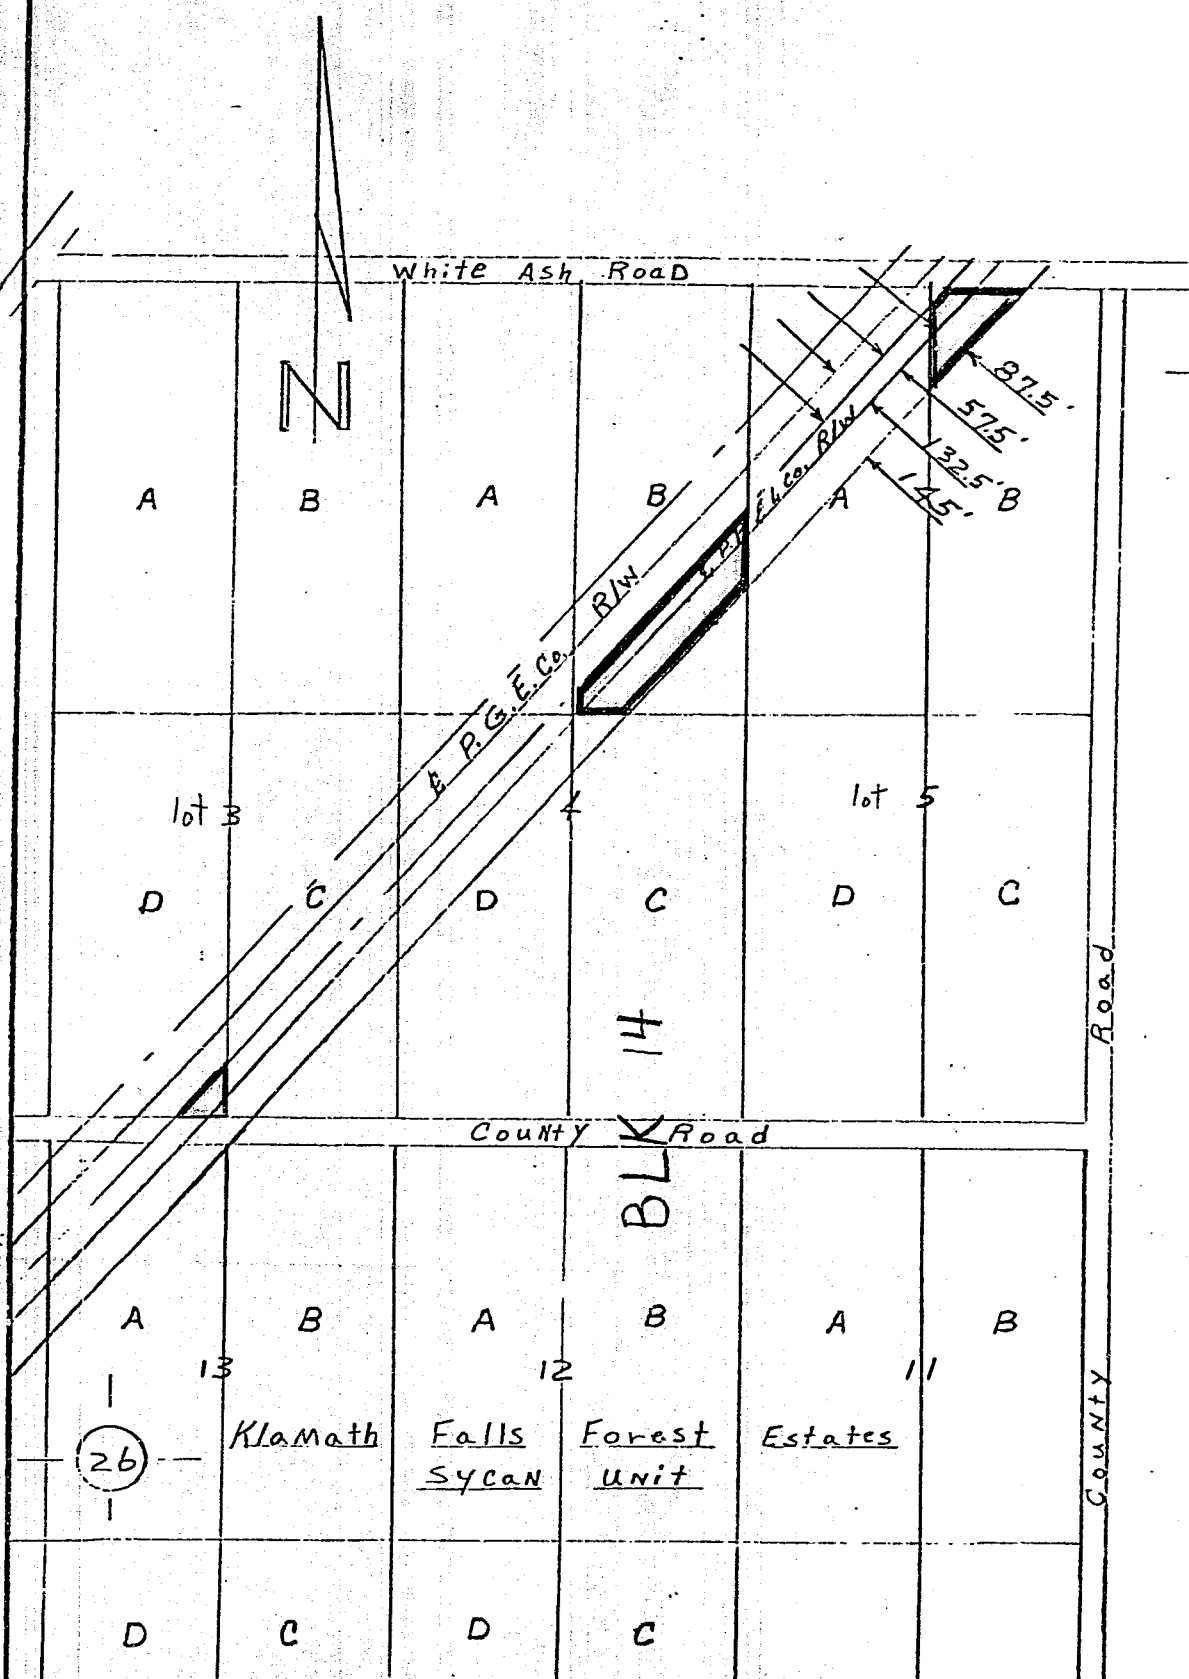 White Ash Road
N
87.5'
57.5'
132.5'
145'
A B A B A B
R/W
P.P. & L. Co. R/W
℄ P. G. E. Co.
lot 3 4 lot 5
D C D C D C
BLK 14
Road
County Road
A B A B A B
13 12 11
26
Klamath Falls Forest Estates
Sycan Unit
County
D C D C